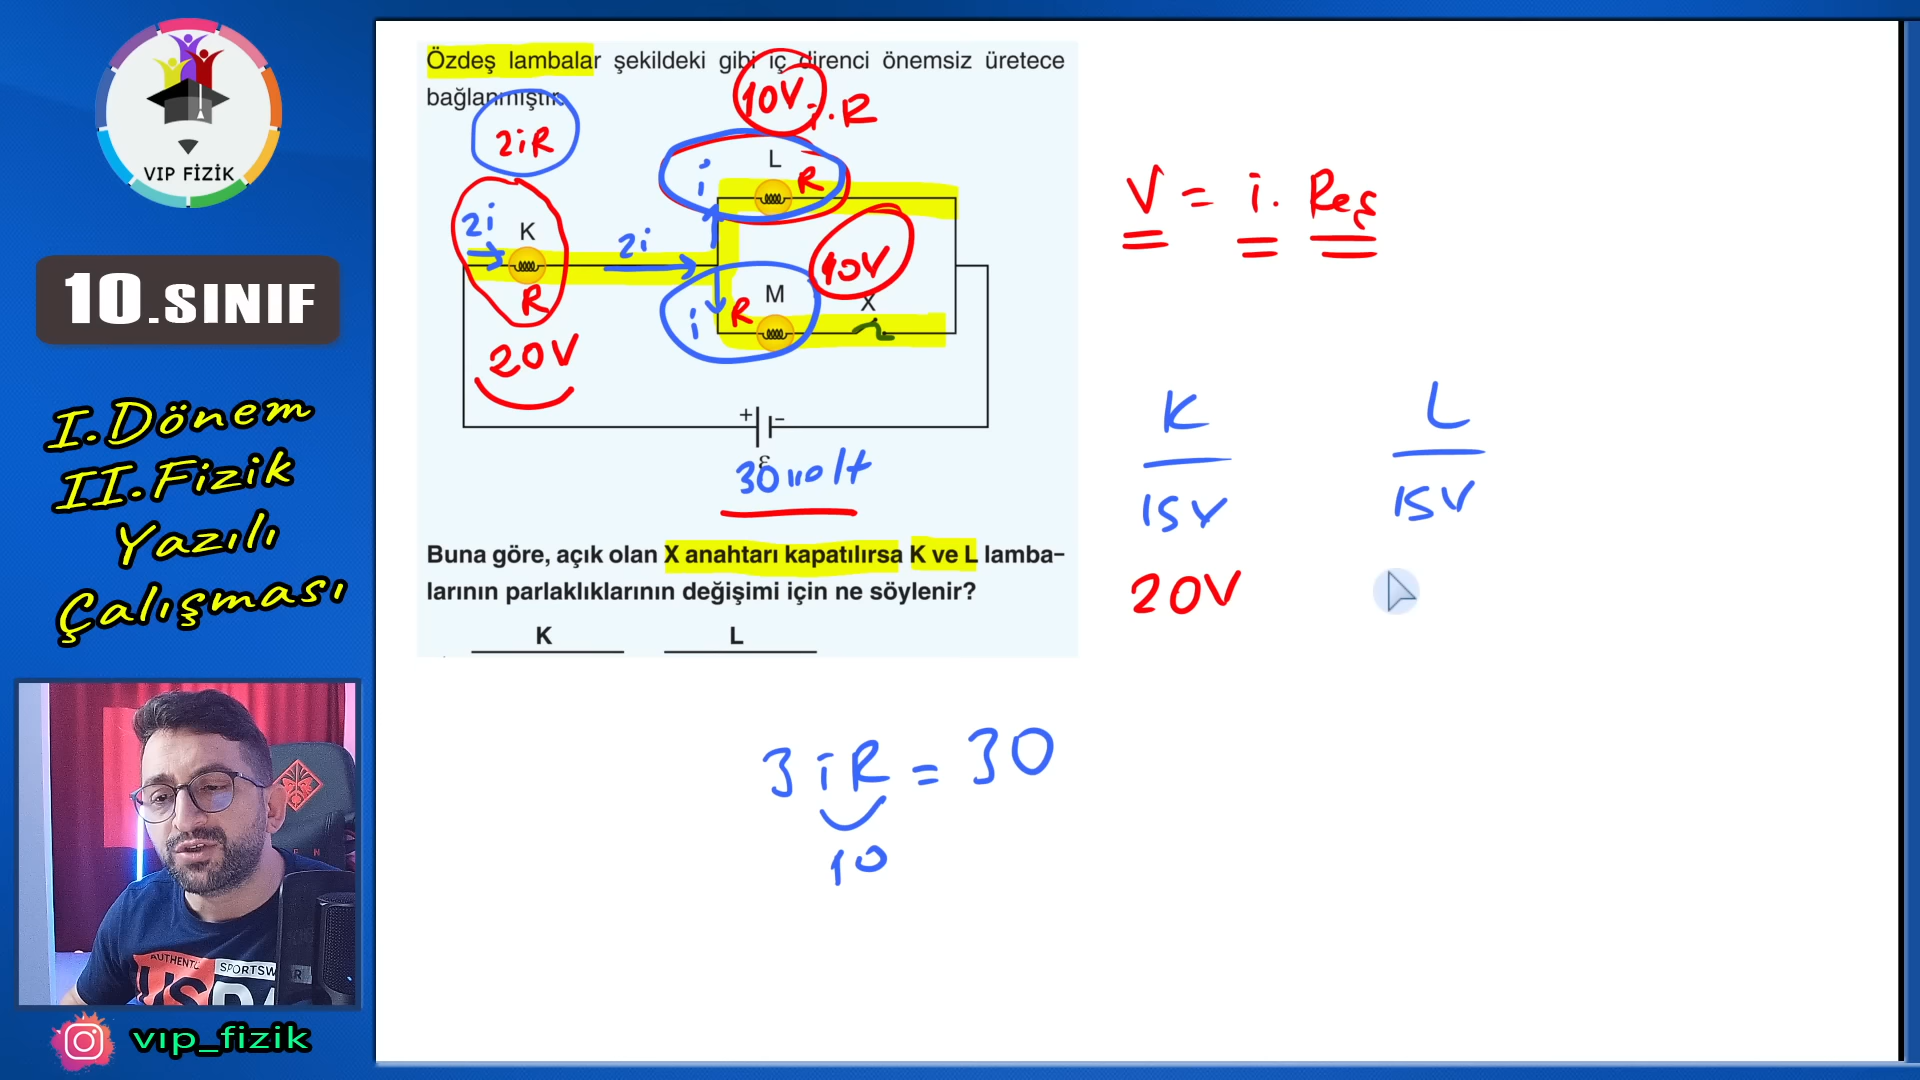 VIP FİZİK
10.SINIF
I.Dönem
II.Fizik
Yazılı
Çalışması
AUTHENTIC
SPORTSW
R
vıp_fizik
Özdeş lambalar şekildeki gibi iç direnci önemsiz üretece
bağlanmıştır.
10V
i.R
2iR
L
i
R
2i
K
2i
R
10V
M
i
R
X
20V
+
-
ε
30 volt
Buna göre, açık olan X anahtarı kapatılırsa K ve L lamba-
larının parlaklıklarının değişimi için ne söylenir?
K L
3iR = 30
10
V = i. Reş
K L
15V 15V
20V